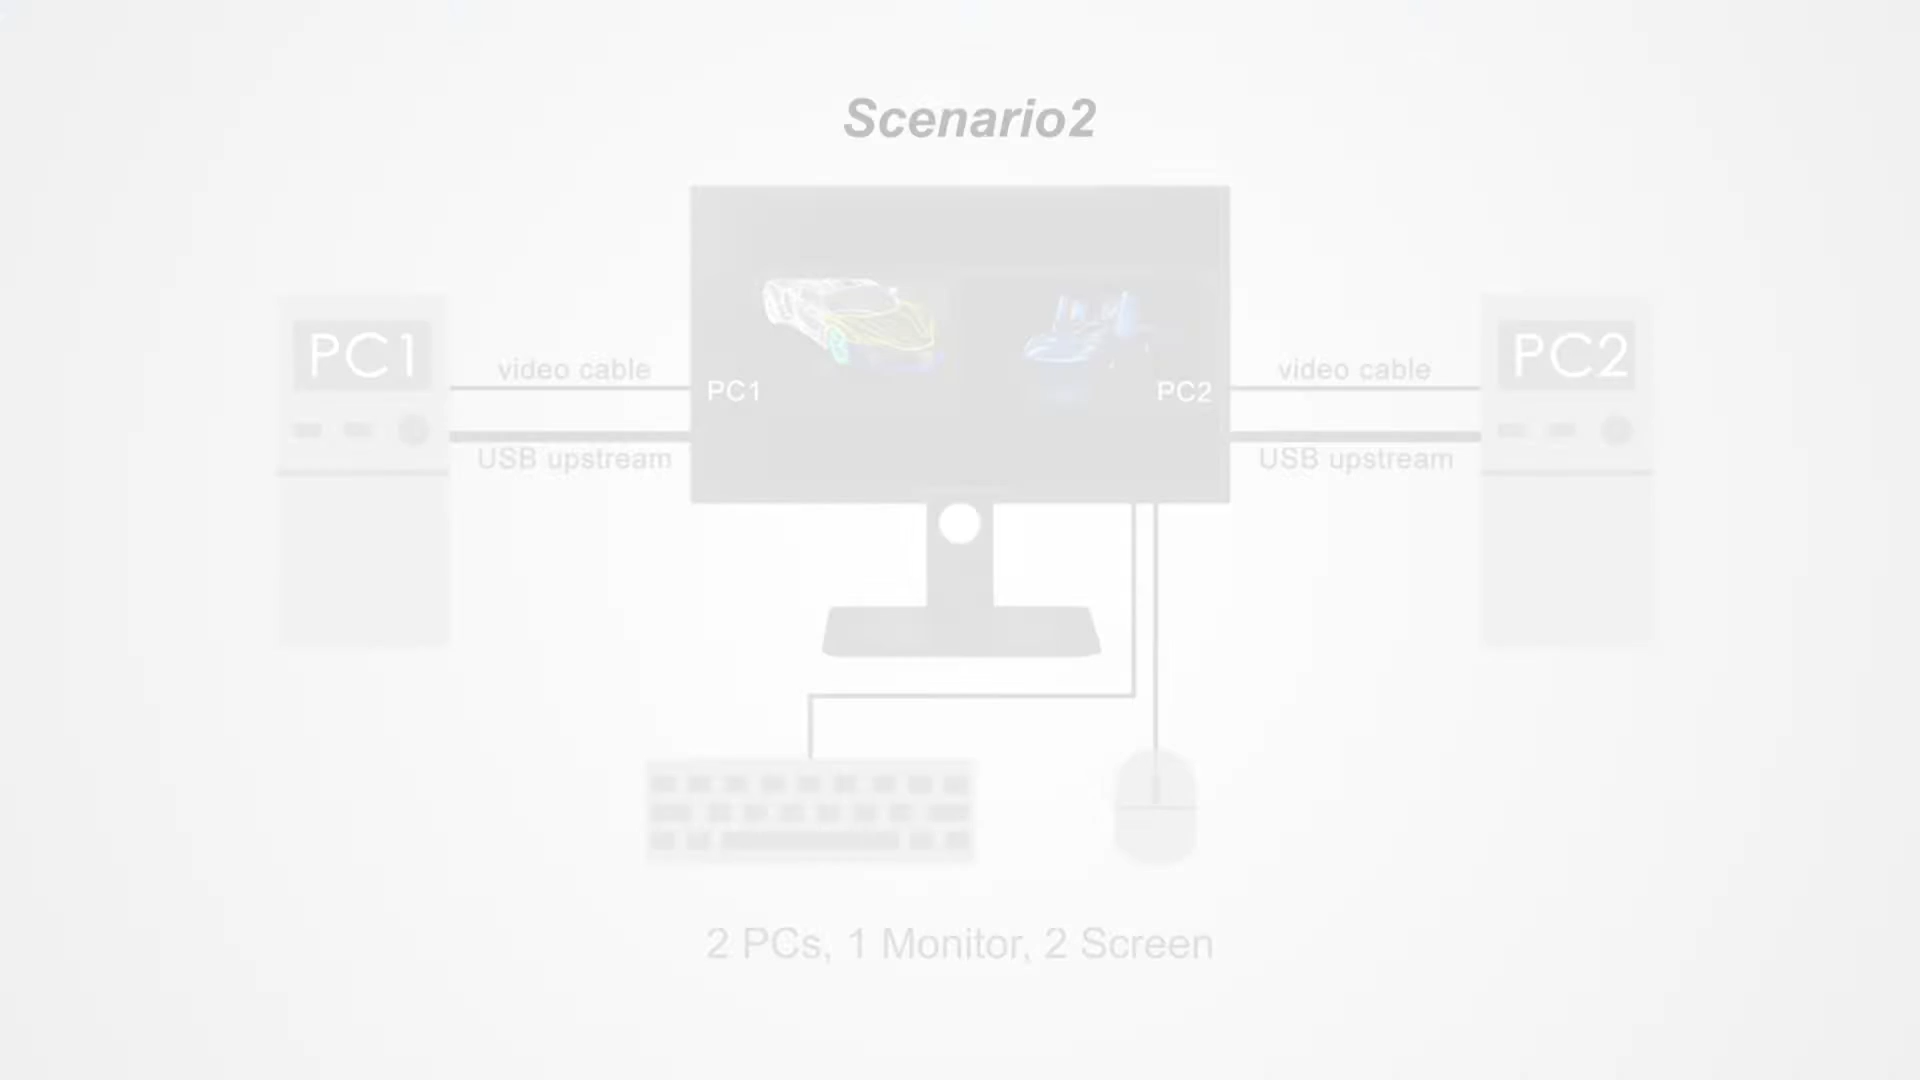 Scenario2
PC1
video cable
USB upstream
PC1
PC2
video cable
USB upstream
PC2
2 PCs, 1 Monitor, 2 Screen